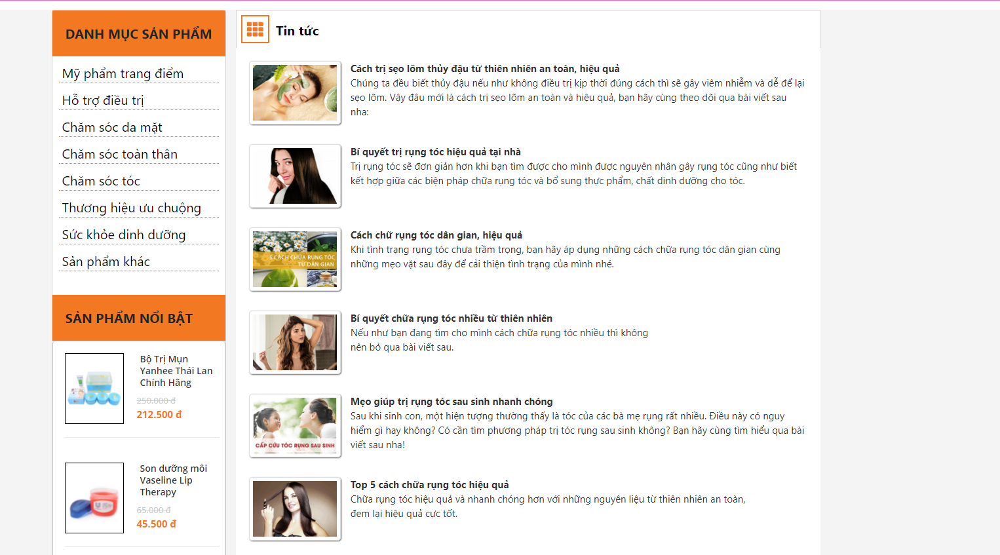 DANH MỤC SẢN PHẨM
Mỹ phẩm trang điểm
Hỗ trợ điều trị
Chăm sóc da mặt
Chăm sóc toàn thân
Chăm sóc tóc
Thương hiệu ưu chuộng
Sức khỏe dinh dưỡng
Sản phẩm khác
SẢN PHẨM NỔI BẬT
Bộ Trị Mụn
Yanhee Thái Lan
Chính Hãng
250.000 đ
212.500 đ
Son dưỡng môi
Vaseline Lip
Therapy
65.000 đ
45.500 đ
Tin tức
Cách trị sẹo lõm thủy đậu từ thiên nhiên an toàn, hiệu quả
Chúng ta đều biết thủy đậu nếu như không điều trị kịp thời đúng cách thì sẽ gây viêm nhiễm và dễ để lại
sẹo lõm. Vậy đâu mới là cách trị sẹo lõm an toàn và hiệu quả, bạn hãy cùng theo dõi qua bài viết sau
nha:
Bí quyết trị rụng tóc hiệu quả tại nhà
Trị rụng tóc sẽ đơn giản hơn khi bạn tìm được cho mình được nguyên nhân gây rụng tóc cũng như biết
kết hợp giữa các biện pháp chữa rụng tóc và bổ sung thực phẩm, chất dinh dưỡng cho tóc.
5 CÁCH CHỮA RỤNG TÓC
TỪ DÂN GIAN
Cách chữ rụng tóc dân gian, hiệu quả
Khi tình trạng rụng tóc chưa trầm trọng, bạn hãy áp dụng những cách chữa rụng tóc dân gian cùng
những mẹo vặt sau đây để cải thiện tình trạng của mình nhé.
Bí quyết chữa rụng tóc nhiều từ thiên nhiên
Nếu như bạn đang tìm cho mình cách chữa rụng tóc nhiều thì không
nên bỏ qua bài viết sau.
CẤP CỨU TÓC RỤNG SAU SINH
Mẹo giúp trị rụng tóc sau sinh nhanh chóng
Sau khi sinh con, một hiện tượng thường thấy là tóc của các bà mẹ rụng rất nhiều. Điều này có nguy
hiểm gì hay không? Có cần tìm phương pháp trị tóc rụng sau sinh không? Bạn hãy cùng tìm hiểu qua bài
viết sau nha!
Top 5 cách chữa rụng tóc hiệu quả
Chữa rụng tóc hiệu quả và nhanh chóng hơn với những nguyên liệu từ thiên nhiên an toàn,
đem lại hiệu quả cực tốt.